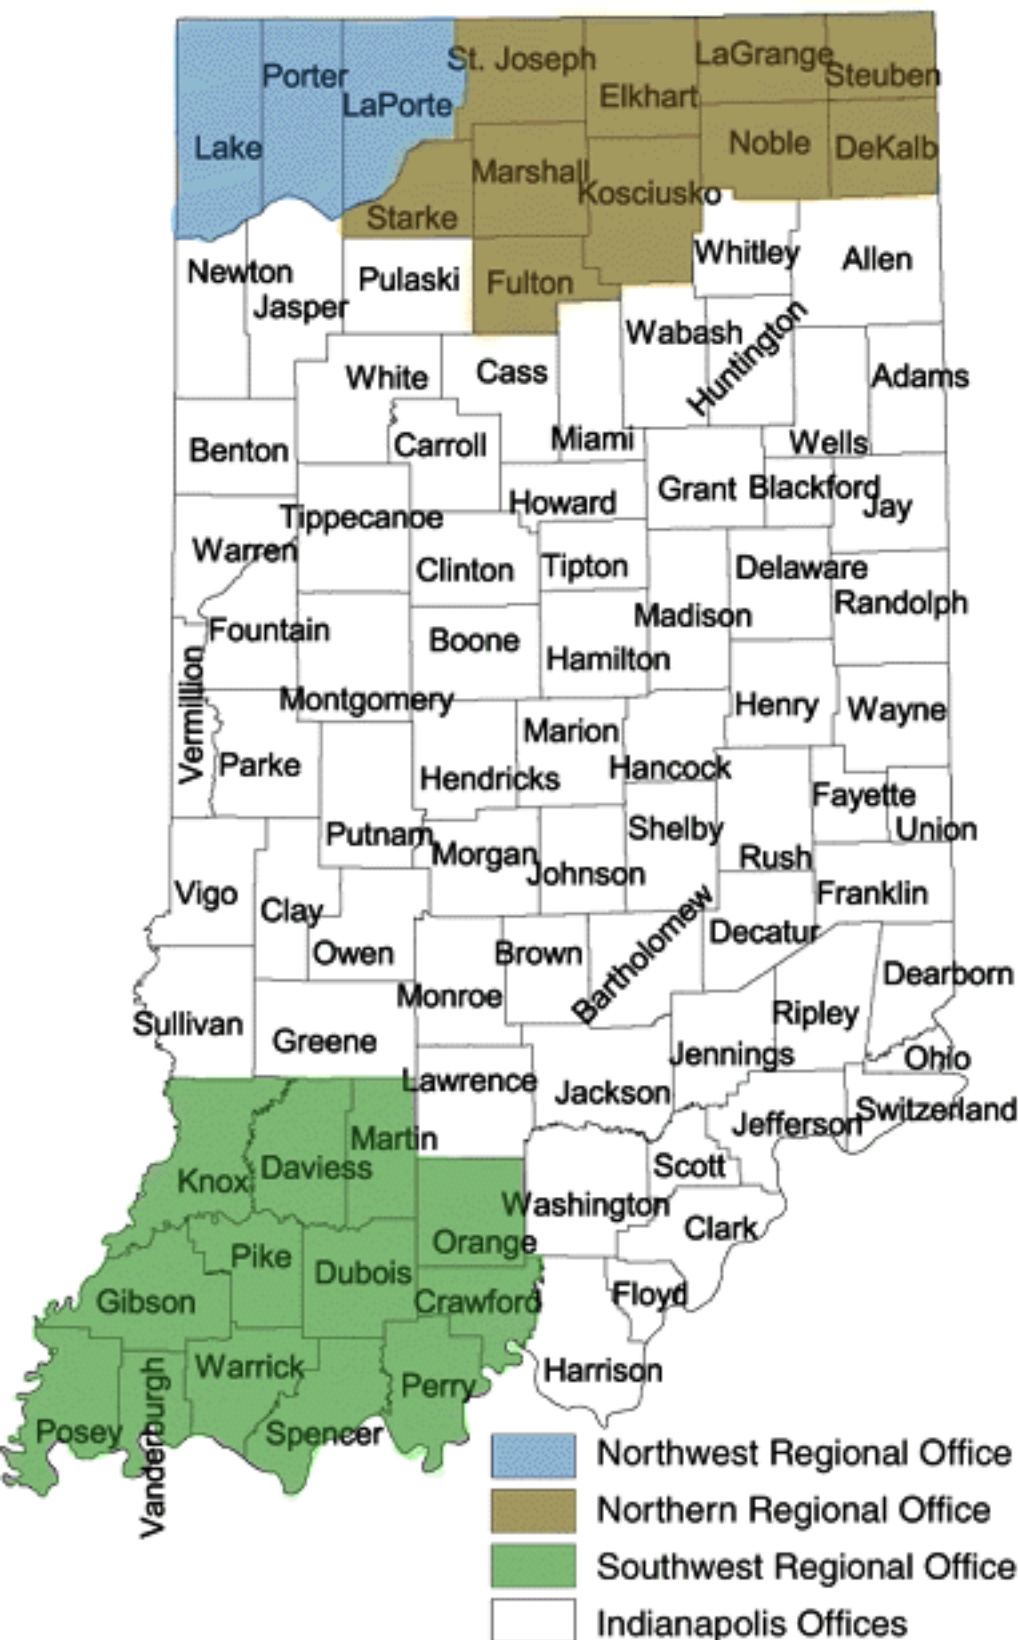 St. Joseph
LaGrange
Porter
Steuben
Elkhart
LaPorte
Lake
Noble
DeKalb
Marshall
Kosciusko
Starke
Whitley
Allen
Newton
Pulaski
Fulton
Jasper
Wabash
Huntington
White
Cass
Adams
Miami
Wells
Benton
Carroll
Grant
Blackford
Jay
Howard
Tippecanoe
Warren
Clinton
Tipton
Delaware
Randolph
Madison
Fountain
Boone
Hamilton
Vermillion
Montgomery
Henry
Wayne
Marion
Parke
Hendricks
Hancock
Fayette
Union
Putnam
Morgan
Shelby
Rush
Johnson
Vigo
Clay
Franklin
Bartholomew
Decatur
Owen
Brown
Monroe
Dearborn
Sullivan
Greene
Ripley
Jennings
Ohio
Lawrence
Jackson
Switzerland
Jefferson
Martin
Knox
Daviess
Scott
Washington
Orange
Clark
Pike
Dubois
Gibson
Crawford
Floyd
Warrick
Harrison
Perry
Posey
Vanderburgh
Spencer
Northwest Regional Office
Northern Regional Office
Southwest Regional Office
Indianapolis Offices